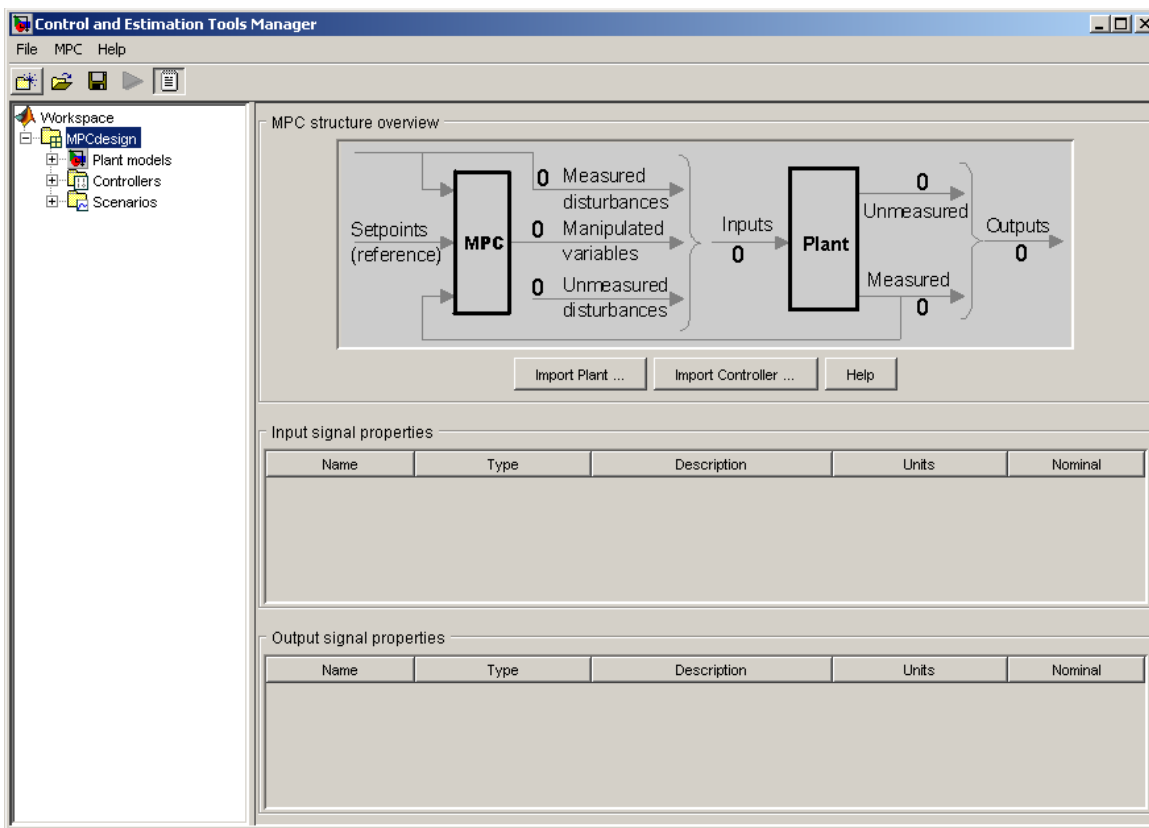 Control and Estimation Tools Manager
File MPC Help
Workspace
MPCdesign
Plant models
Controllers
Scenarios
MPC structure overview
Setpoints
(reference)
MPC
0 Measured
disturbances
0 Manipulated
variables
0 Unmeasured
disturbances
Inputs
0
Plant
0
Unmeasured
Measured
0
Outputs
0
Import Plant ... Import Controller ... Help
Input signal properties
Name Type Description Units Nominal
Output signal properties
Name Type Description Units Nominal